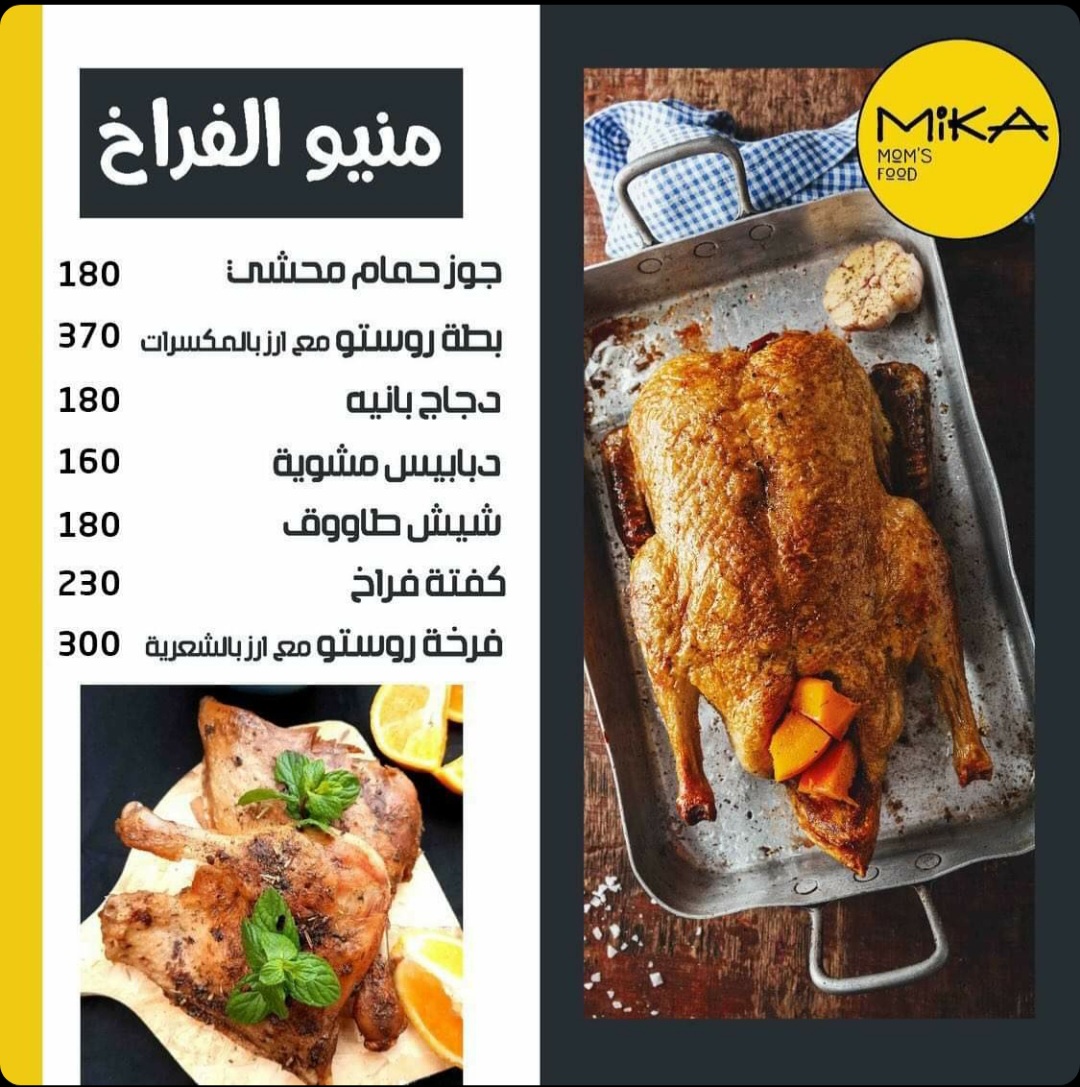 منيو الفراخ
جوز حمام محشي 180
بطة روستو مع ارز بالمكسرات 370
دجاج بانيه 180
دبابيس مشوية 160
شيش طاووق 180
كفتة فراخ 230
فرخة روستو مع ارز بالشعرية 300
MiKA
MOM'S
FOOD